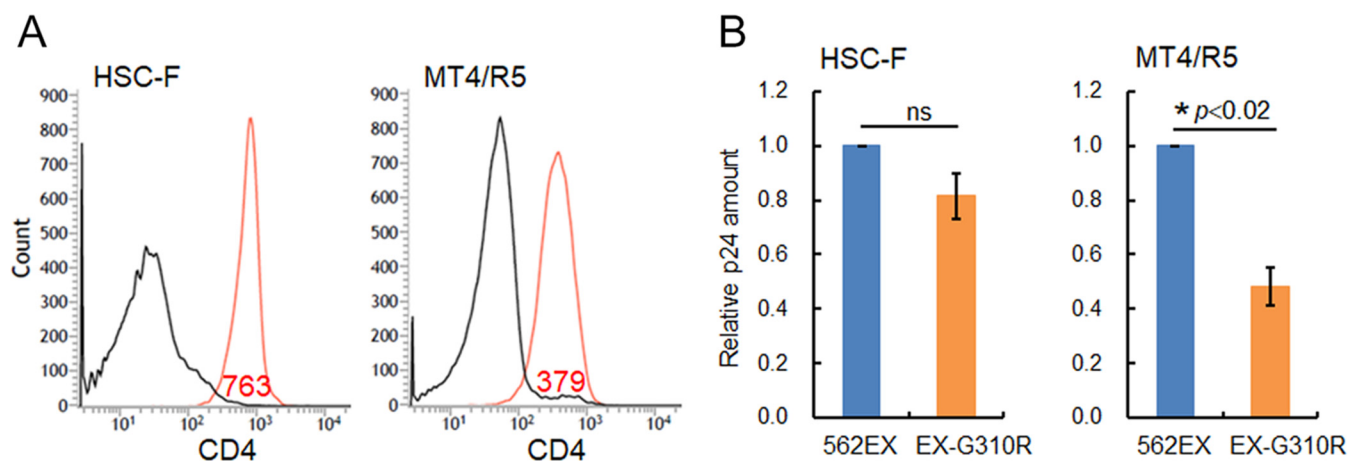 A
HSC-F
900
800
700
600
500
400
300
200
100
0
Count
763
10¹ 10² 10³ 10⁴
CD4
MT4/R5
900
800
700
600
500
400
300
200
100
0
379
10¹ 10² 10³ 10⁴
CD4
B
HSC-F
1.2
1.0
0.8
0.6
0.4
0.2
0.0
Relative p24 amount
ns
562EX EX-G310R
MT4/R5
1.2
1.0
0.8
0.6
0.4
0.2
0.0
* p<0.02
562EX EX-G310R